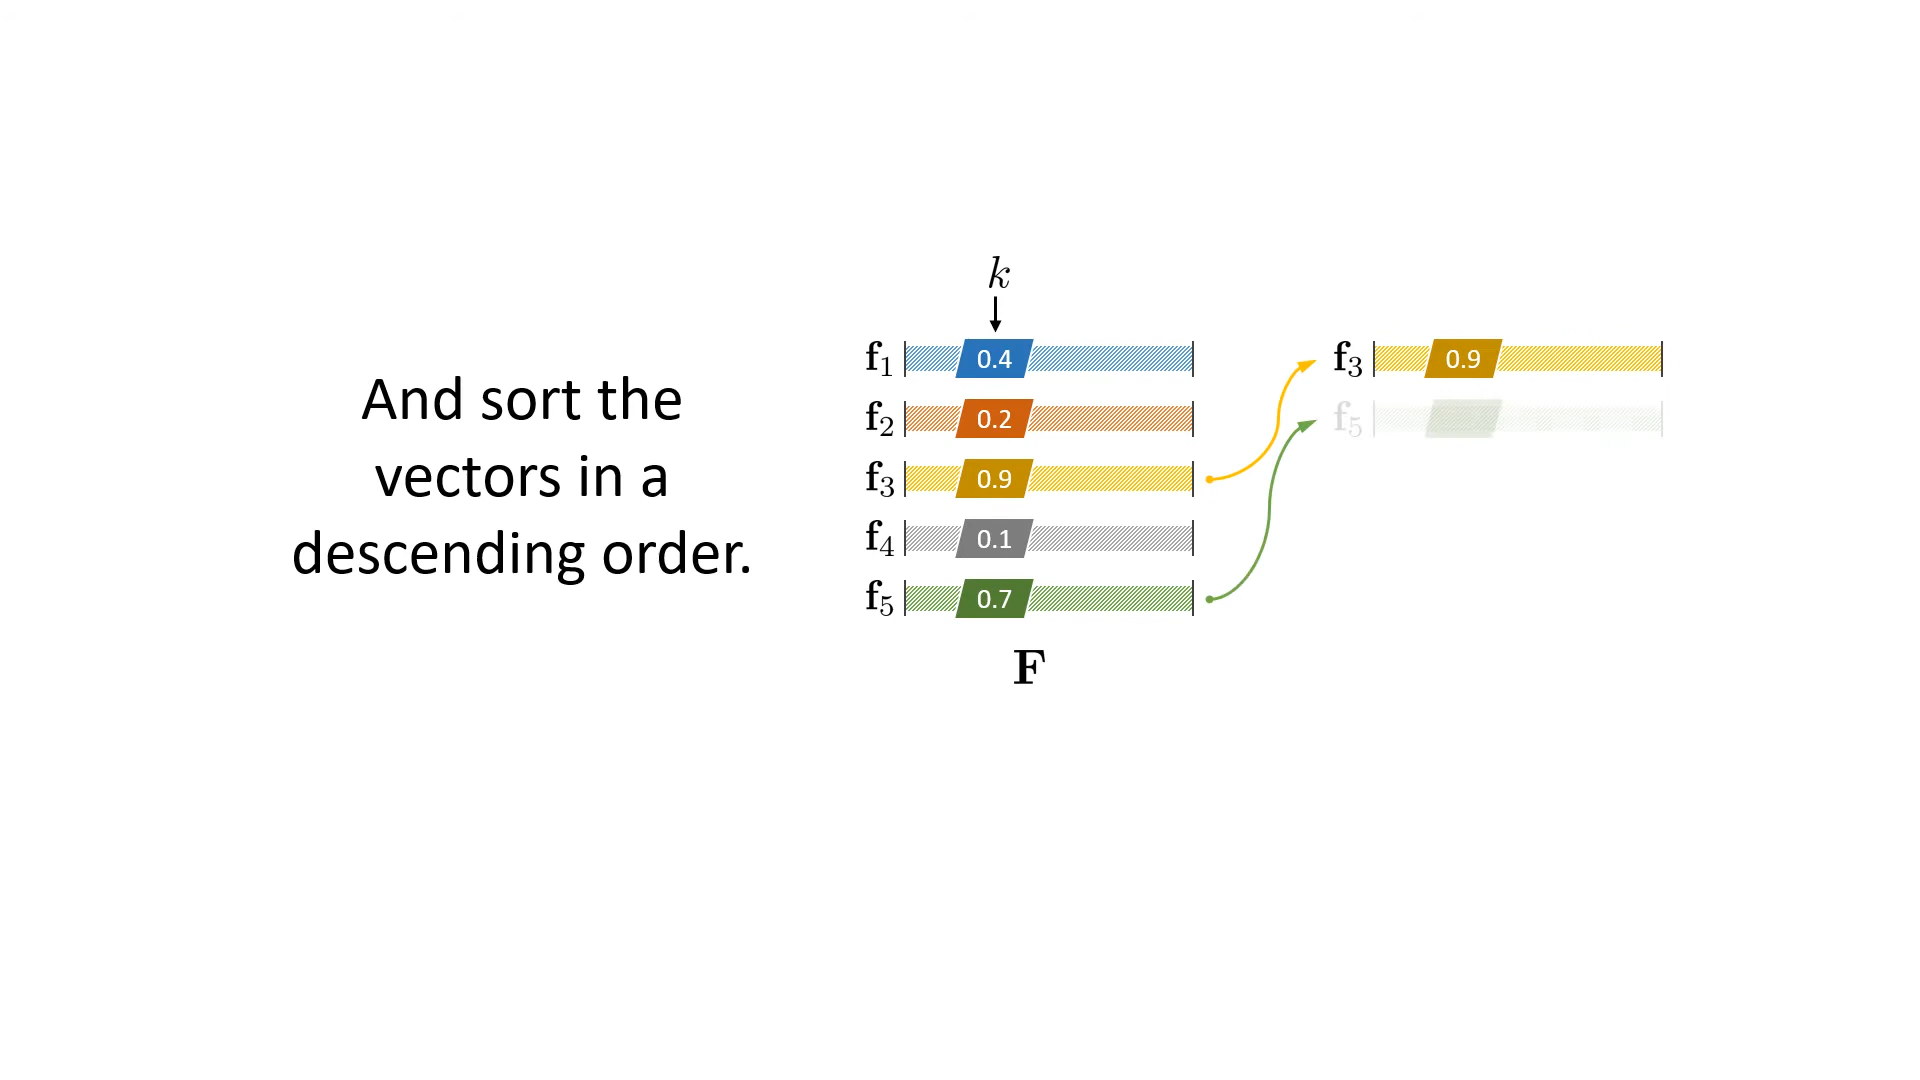 And sort the
vectors in a
descending order.
k
f1 0.4
f2 0.2
f3 0.9
f4 0.1
f5 0.7
F
f3 0.9
f5